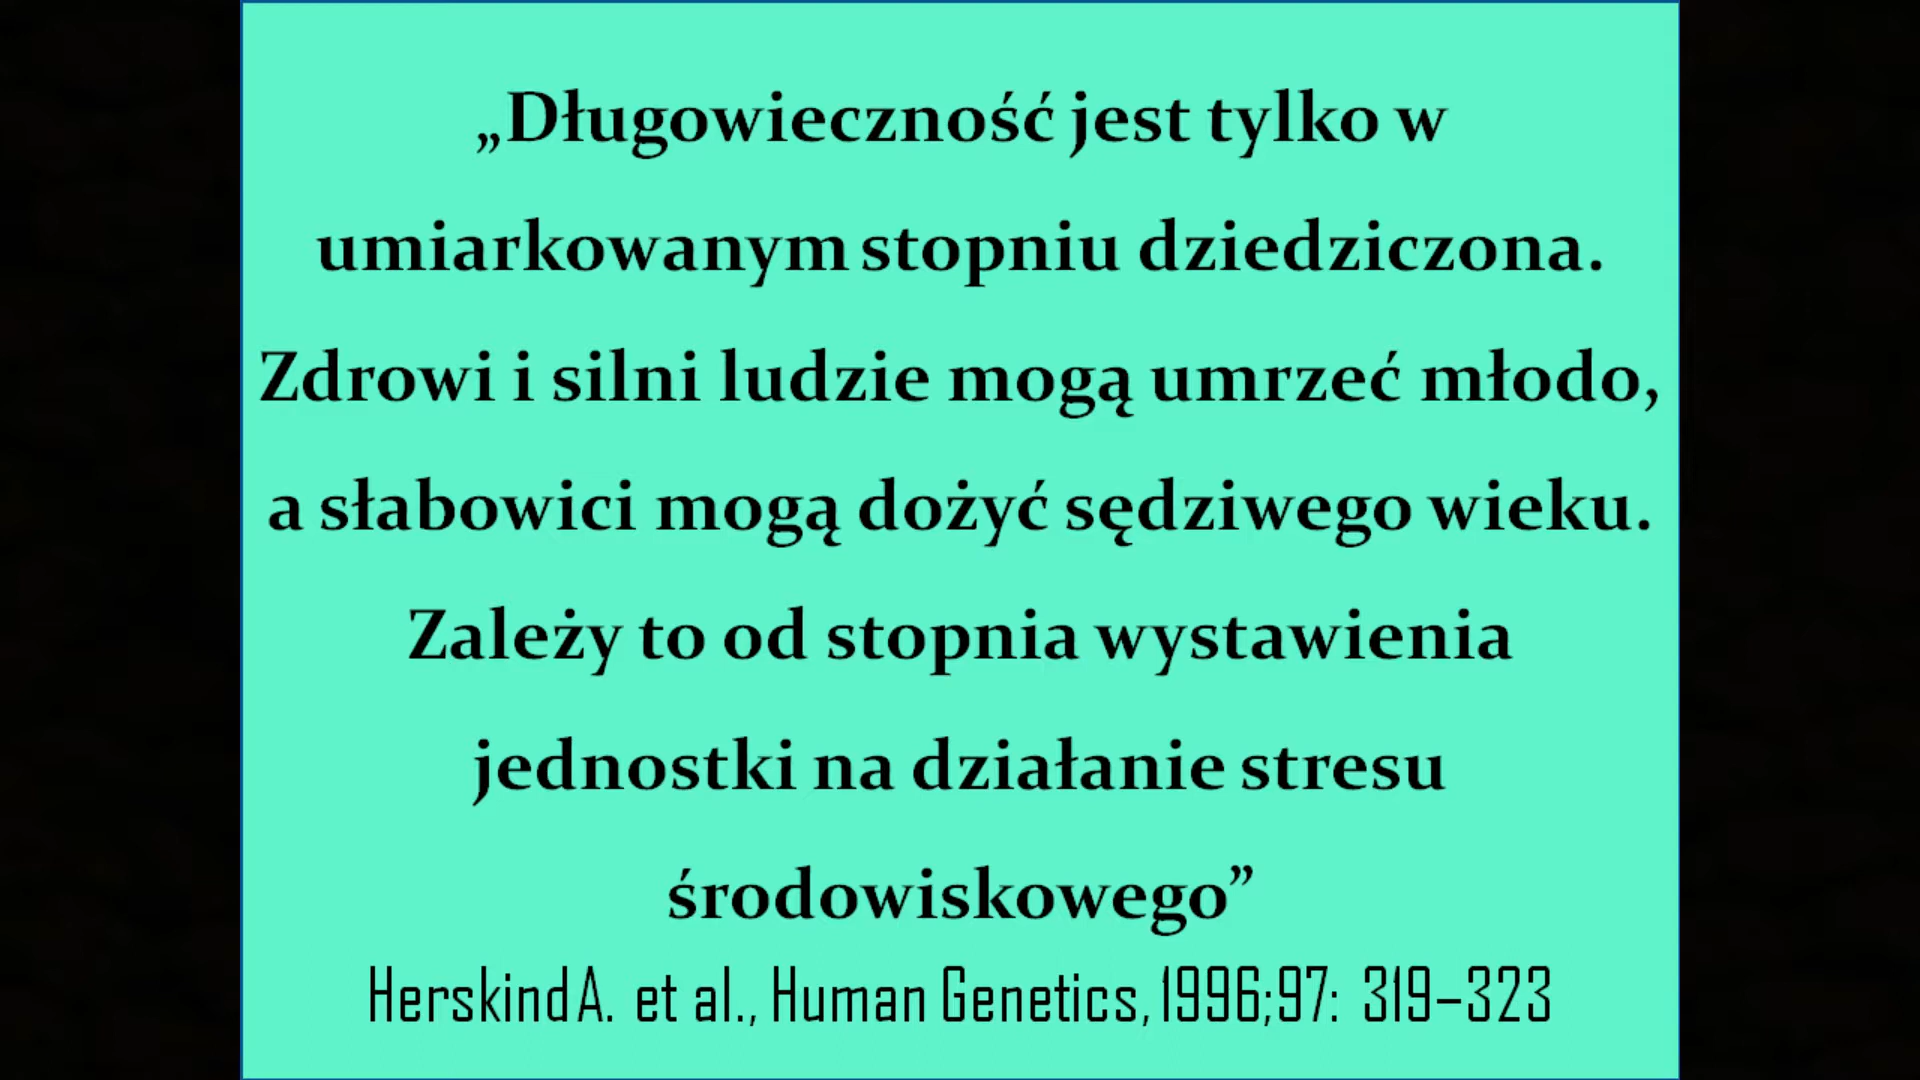 „Długowieczność jest tylko w
umiarkowanym stopniu dziedziczona.
Zdrowi i silni ludzie mogą umrzeć młodo,
a słabowici mogą dożyć sędziwego wieku.
Zależy to od stopnia wystawienia
jednostki na działanie stresu
środowiskowego”
Herskind A. et al., Human Genetics, 1996;97: 319–323